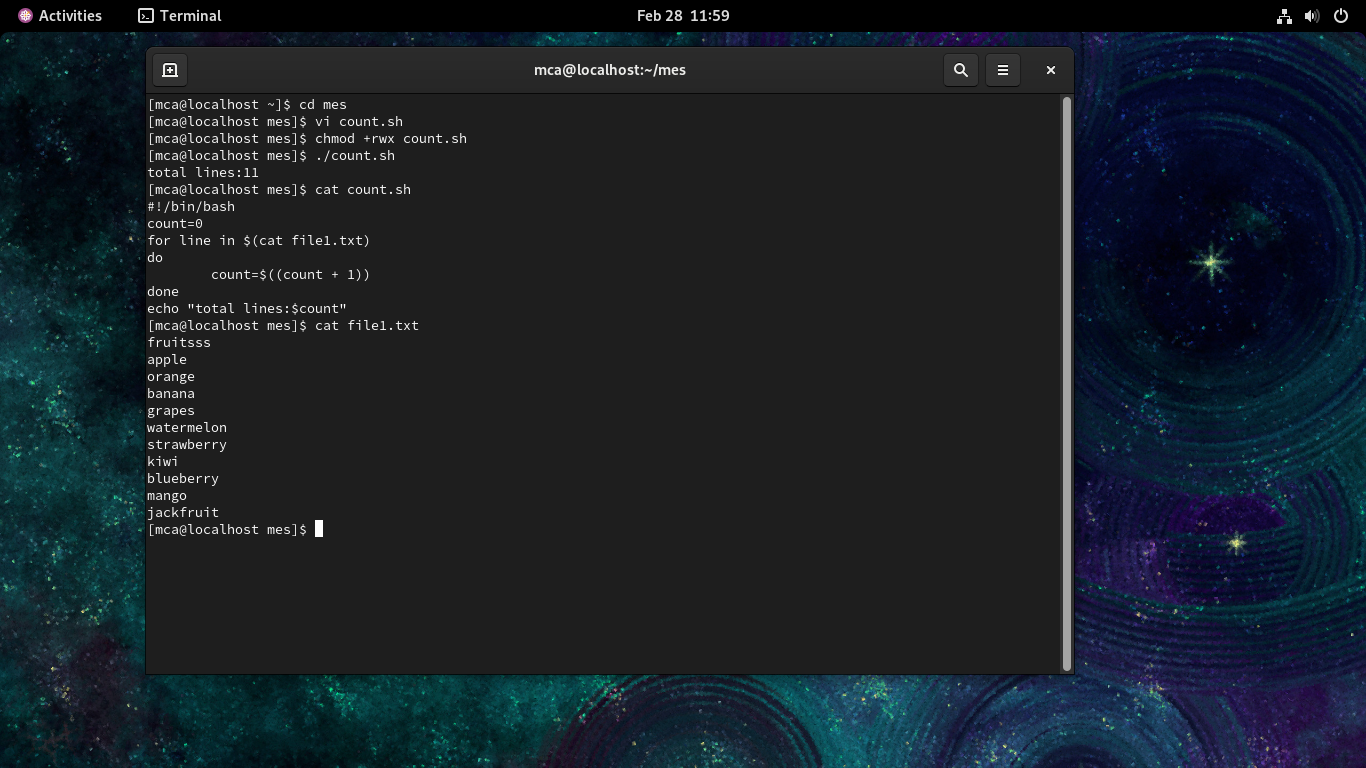 Activities
Terminal
Feb 28 11:59
mca@localhost:~/mes
[mca@localhost ~]$ cd mes
[mca@localhost mes]$ vi count.sh
[mca@localhost mes]$ chmod +rwx count.sh
[mca@localhost mes]$ ./count.sh
total lines:11
[mca@localhost mes]$ cat count.sh
#!/bin/bash
count=0
for line in $(cat file1.txt)
do
        count=$((count + 1))
done
echo "total lines:$count"
[mca@localhost mes]$ cat file1.txt
fruitsss
apple
orange
banana
grapes
watermelon
strawberry
kiwi
blueberry
mango
jackfruit
[mca@localhost mes]$